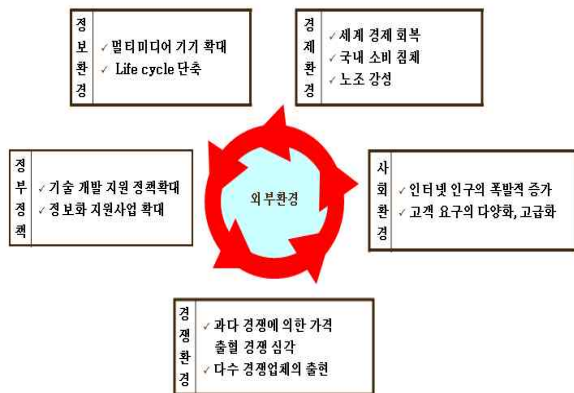 정보환경
✓ 멀티미디어 기기 확대
✓ Life cycle 단축
경제환경
✓ 세계 경제 회복
✓ 국내 소비 침체
✓ 노조 강성
정부정책
✓ 기술 개발 지원 정책확대
✓ 정보화 지원사업 확대
외부환경
사회환경
✓ 인터넷 인구의 폭발적 증가
✓ 고객 요구의 다양화, 고급화
경쟁환경
✓ 과다 경쟁에 의한 가격
출혈 경쟁 심각
✓ 다수 경쟁업체의 출현